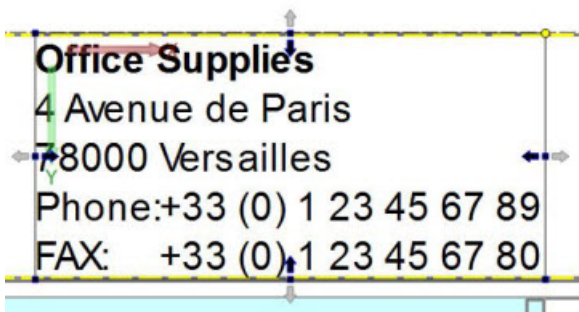 Office Supplies
4 Avenue de Paris
78000 Versailles
Phone:+33 (0) 1 23 45 67 89
FAX: +33 (0) 1 23 45 67 80
X
Y